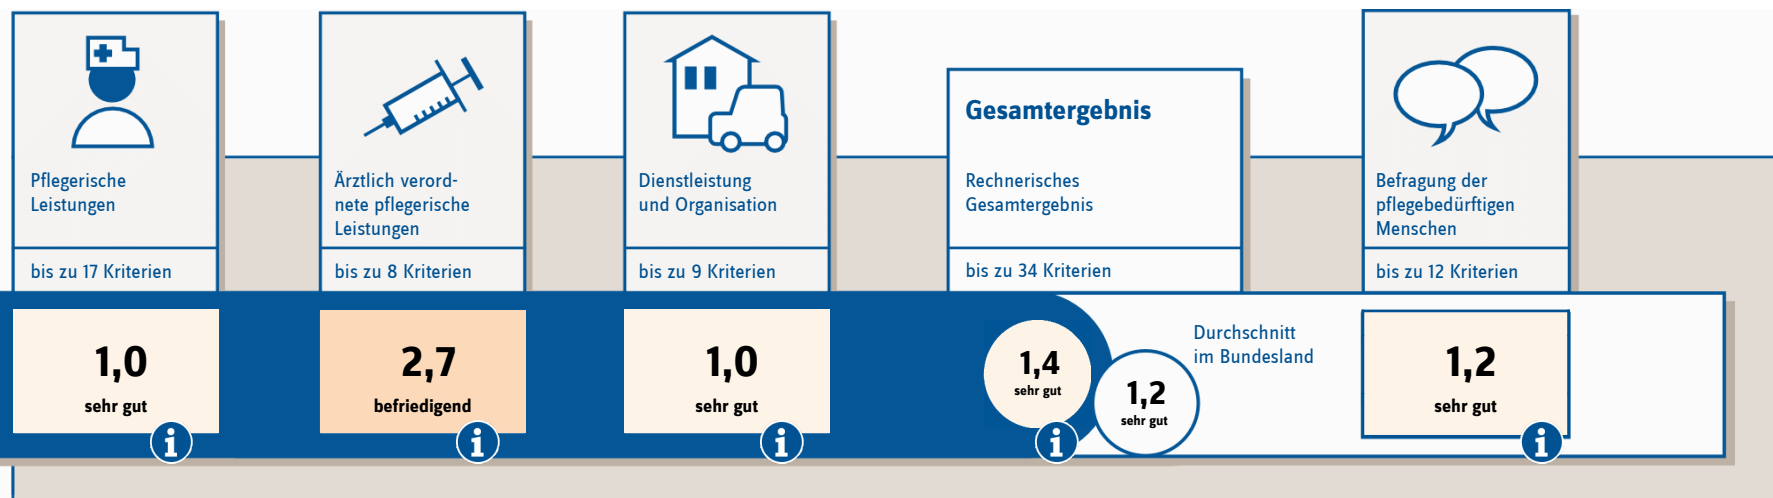 Pflegerische
Leistungen
bis zu 17 Kriterien
1,0
sehr gut
i
Ärztlich verord-
nete pflegerische
Leistungen
bis zu 8 Kriterien
2,7
befriedigend
i
Dienstleistung
und Organisation
bis zu 9 Kriterien
1,0
sehr gut
i
Gesamtergebnis
Rechnerisches
Gesamtergebnis
bis zu 34 Kriterien
1,4
sehr gut
i
1,2
sehr gut
Durchschnitt
im Bundesland
Befragung der
pflegebedürftigen
Menschen
bis zu 12 Kriterien
1,2
sehr gut
i